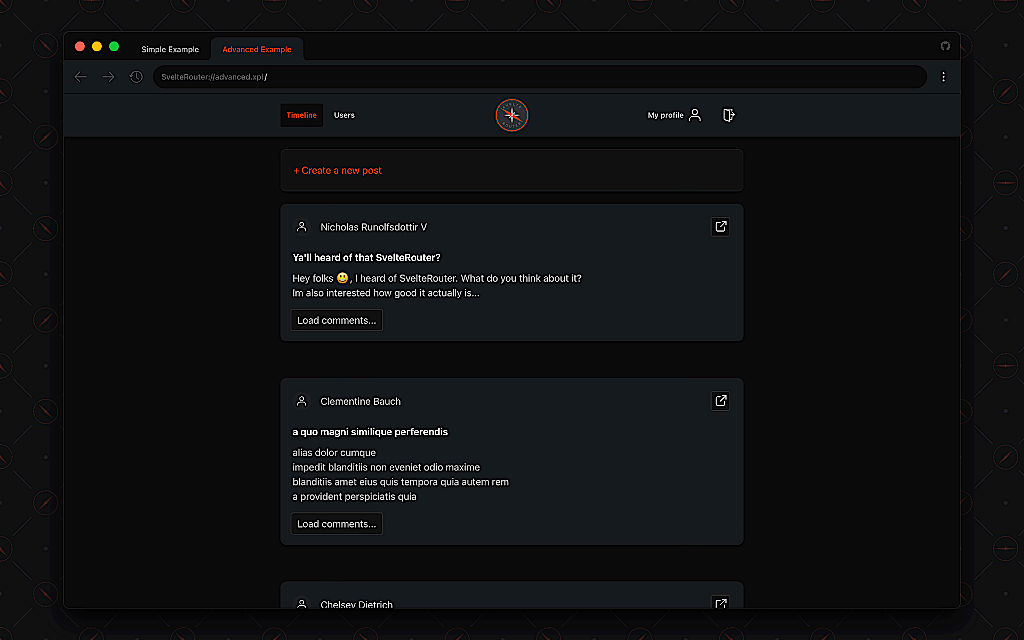 Simple Example
Advanced Example
SvelteRouter://advanced.xpl/
Timeline
Users
My profile
+ Create a new post
Nicholas Runolfsdottir V
Ya'll heard of that SvelteRouter?
Hey folks 🙂, I heard of SvelteRouter. What do you think about it?
Im also interested how good it actually is...
Load comments...
Clementine Bauch
a quo magni similique perferendis
alias dolor cumque
impedit blanditiis non eveniet odio maxime
blanditiis amet eius quis tempora quia autem rem
a provident perspiciatis quia
Load comments...
Chelsey Dietrich